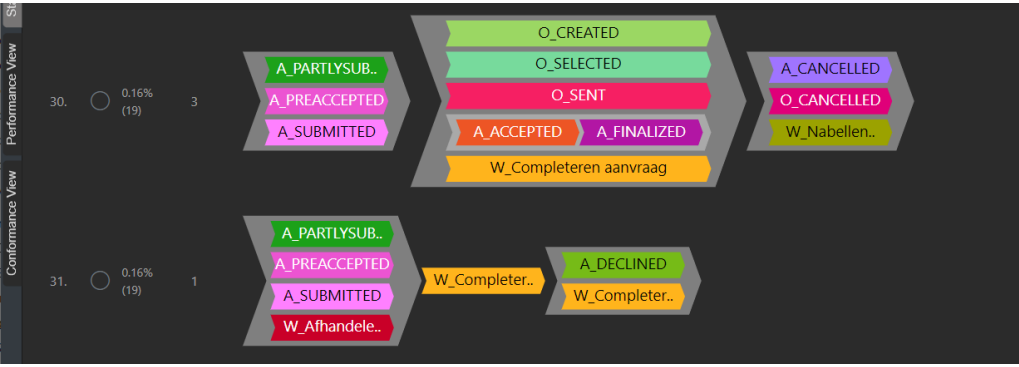 Sta
Performance View
Conformance View
30.
0.16%
(19)
3
A_PARTLYSUB..
A_PREACCEPTED
A_SUBMITTED
O_CREATED
O_SELECTED
O_SENT
A_ACCEPTED A_FINALIZED
W_Completeren aanvraag
A_CANCELLED
O_CANCELLED
W_Nabellen..
31.
0.16%
(19)
1
A_PARTLYSUB..
A_PREACCEPTED
A_SUBMITTED
W_Afhandele..
W_Completer..
A_DECLINED
W_Completer..